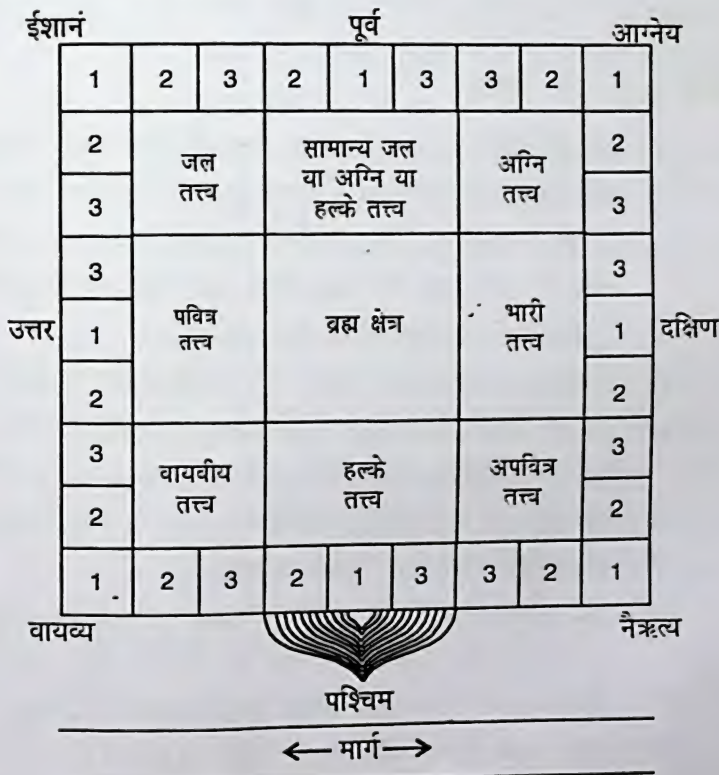 ईशानं पूर्व आग्नेय
1 2 3 2 1 3 3 2 1
2 2
जल
तत्त्व
सामान्य जल
या अग्नि या
हल्के तत्त्व
अग्नि
तत्त्व
3 3
3 3
उत्तर 1 1 दक्षिण
पवित्र
तत्त्व
ब्रह्म क्षेत्र
भारी
तत्त्व
2 2
3 3
वायवीय
तत्त्व
हल्के
तत्त्व
अपवित्र
तत्त्व
2 2
1 2 3 2 1 3 3 2 1
वायव्य नैऋत्य
पश्चिम
मार्ग